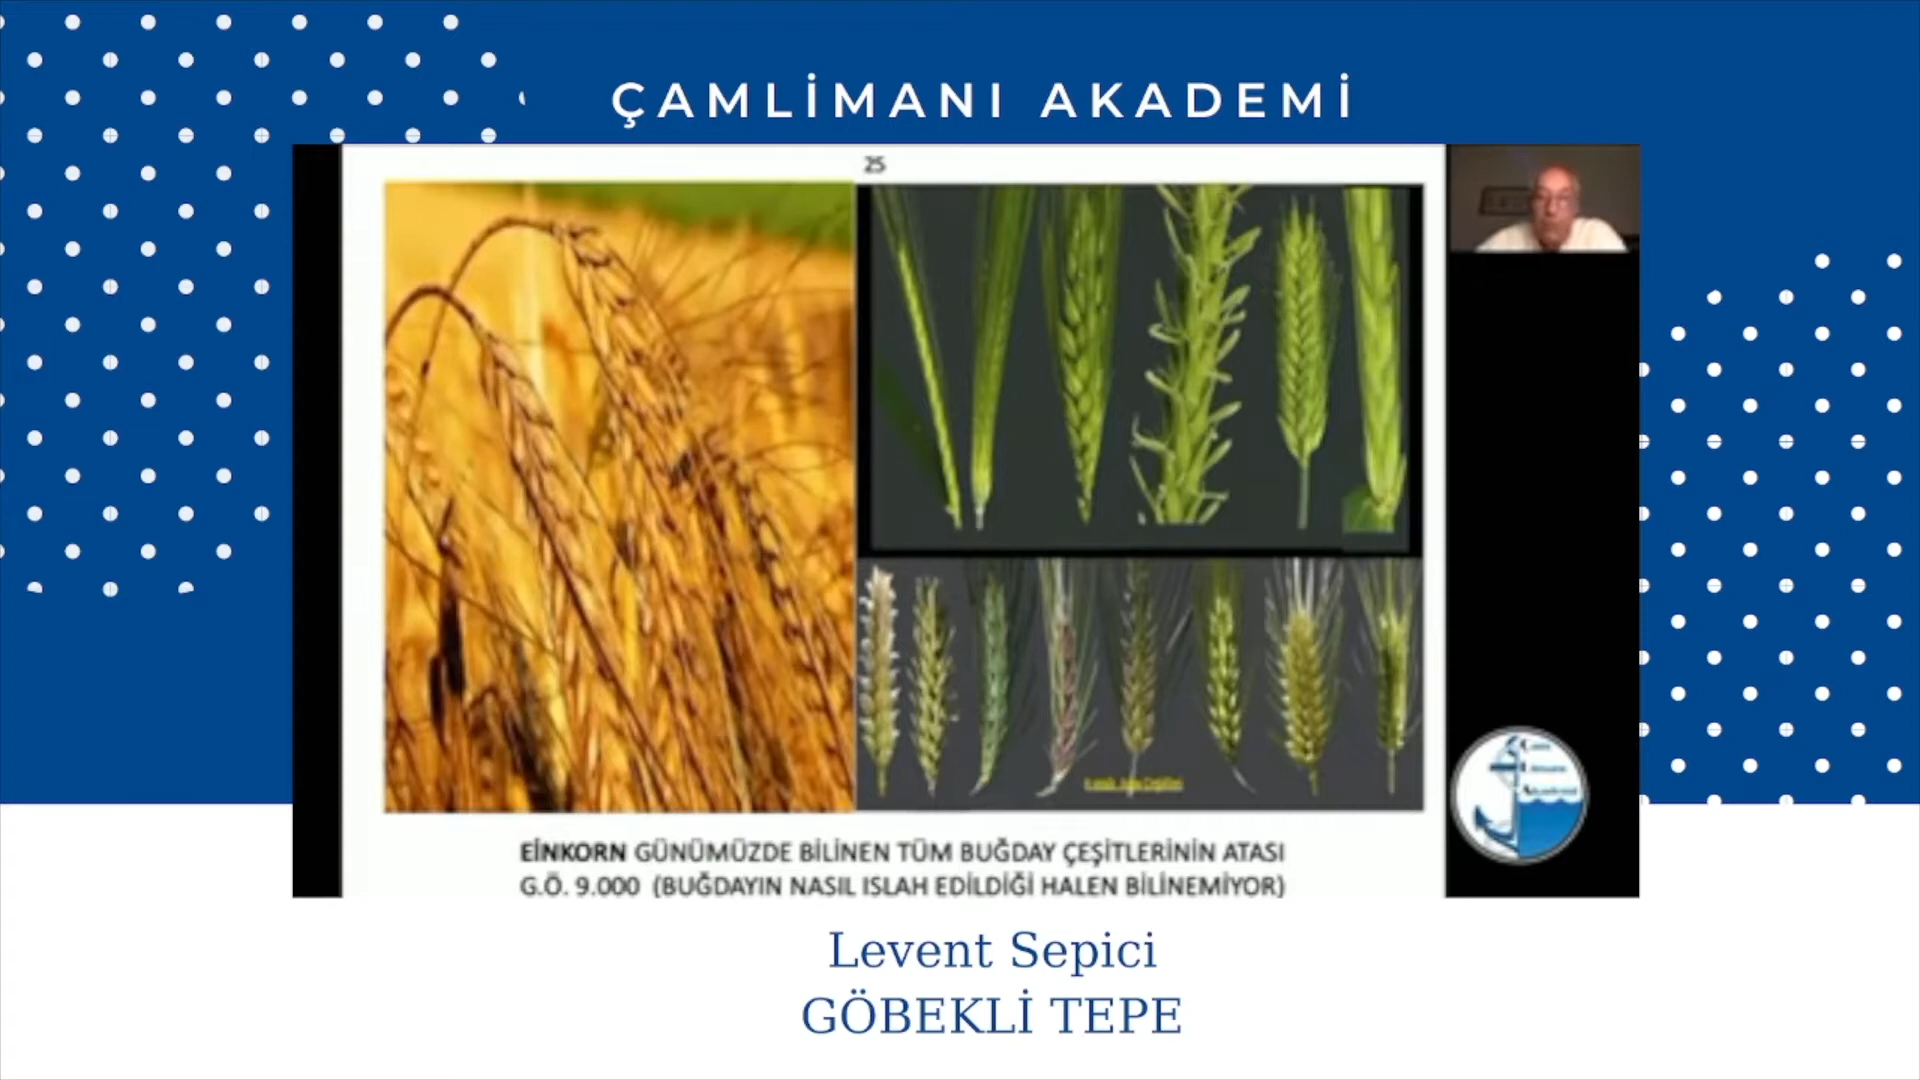 ÇAMLİMANI AKADEMİ
25
EİNKORN GÜNÜMÜZDE BİLİNEN TÜM BUĞDAY ÇEŞİTLERİNİN ATASI
G.Ö. 9.000 (BUĞDAYIN NASIL ISLAH EDİLDİĞİ HALEN BİLİNEMİYOR)
Levent Sepici
GÖBEKLİ TEPE